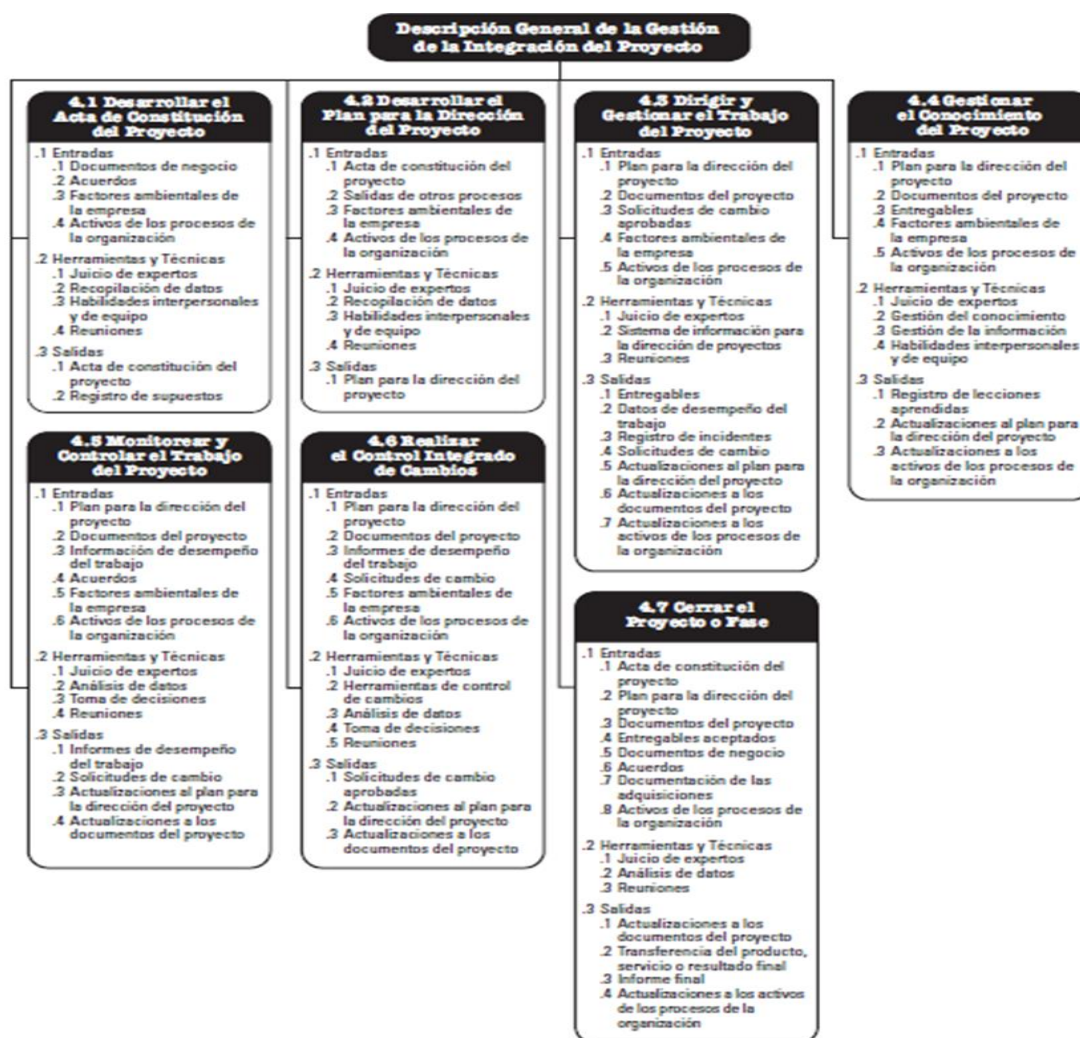 Descripción General de la Gestión
de la Integración del Proyecto
4.1 Desarrollar el
Acta de Constitución
del Proyecto
.1 Entradas
.1 Documentos de negocio
.2 Acuerdos
.3 Factores ambientales de
la empresa
.4 Activos de los procesos de
la organización
.2 Herramientas y Técnicas
.1 Juicio de expertos
.2 Recopilación de datos
.3 Habilidades interpersonales
y de equipo
.4 Reuniones
.3 Salidas
.1 Acta de constitución del
proyecto
.2 Registro de supuestos
4.2 Desarrollar el
Plan para la Dirección
del Proyecto
.1 Entradas
.1 Acta de constitución del
proyecto
.2 Salidas de otros procesos
.3 Factores ambientales de
la empresa
.4 Activos de los procesos de
la organización
.2 Herramientas y Técnicas
.1 Juicio de expertos
.2 Recopilación de datos
.3 Habilidades interpersonales
y de equipo
.4 Reuniones
.3 Salidas
.1 Plan para la dirección del
proyecto
4.3 Dirigir y
Gestionar el Trabajo
del Proyecto
.1 Entradas
.1 Plan para la dirección del
proyecto
.2 Documentos del proyecto
.3 Solicitudes de cambio
aprobadas
.4 Factores ambientales de
la empresa
.5 Activos de los procesos de
la organización
.2 Herramientas y Técnicas
.1 Juicio de expertos
.2 Sistema de información para
la dirección de proyectos
.3 Reuniones
.3 Salidas
.1 Entregables
.2 Datos de desempeño del
trabajo
.3 Registro de incidentes
.4 Solicitudes de cambio
.5 Actualizaciones al plan para
la dirección del proyecto
.6 Actualizaciones a los
documentos del proyecto
.7 Actualizaciones a los
activos de los procesos de
la organización
4.4 Gestionar
el Conocimiento
del Proyecto
.1 Entradas
.1 Plan para la dirección del
proyecto
.2 Documentos del proyecto
.3 Entregables
.4 Factores ambientales de
la empresa
.5 Activos de los procesos de
la organización
.2 Herramientas y Técnicas
.1 Juicio de expertos
.2 Gestión del conocimiento
.3 Gestión de la información
.4 Habilidades interpersonales
y de equipo
.3 Salidas
.1 Registro de lecciones
aprendidas
.2 Actualizaciones al plan para
la dirección del proyecto
.3 Actualizaciones a los
activos de los procesos de
la organización
4.5 Monitorear y
Controlar el Trabajo
del Proyecto
.1 Entradas
.1 Plan para la dirección del
proyecto
.2 Documentos del proyecto
.3 Información de desempeño
del trabajo
.4 Acuerdos
.5 Factores ambientales de
la empresa
.6 Activos de los procesos de
la organización
.2 Herramientas y Técnicas
.1 Juicio de expertos
.2 Análisis de datos
.3 Toma de decisiones
.4 Reuniones
.3 Salidas
.1 Informes de desempeño
del trabajo
.2 Solicitudes de cambio
.3 Actualizaciones al plan para
la dirección del proyecto
.4 Actualizaciones a los
documentos del proyecto
4.6 Realizar
el Control Integrado
de Cambios
.1 Entradas
.1 Plan para la dirección del
proyecto
.2 Documentos del proyecto
.3 Informes de desempeño
del trabajo
.4 Solicitudes de cambio
.5 Factores ambientales de
la empresa
.6 Activos de los procesos de
la organización
.2 Herramientas y Técnicas
.1 Juicio de expertos
.2 Herramientas de control
de cambios
.3 Análisis de datos
.4 Toma de decisiones
.5 Reuniones
.3 Salidas
.1 Solicitudes de cambio
aprobadas
.2 Actualizaciones al plan para
la dirección del proyecto
.3 Actualizaciones a los
documentos del proyecto
4.7 Cerrar el
Proyecto o Fase
.1 Entradas
.1 Acta de constitución del
proyecto
.2 Plan para la dirección del
proyecto
.3 Documentos del proyecto
.4 Entregables aceptados
.5 Documentos de negocio
.6 Acuerdos
.7 Documentación de las
adquisiciones
.8 Activos de los procesos de
la organización
.2 Herramientas y Técnicas
.1 Juicio de expertos
.2 Análisis de datos
.3 Reuniones
.3 Salidas
.1 Actualizaciones a los
documentos del proyecto
.2 Transferencia del producto,
servicio o resultado final
.3 Informe final
.4 Actualizaciones a los activos
de los procesos de la
organización